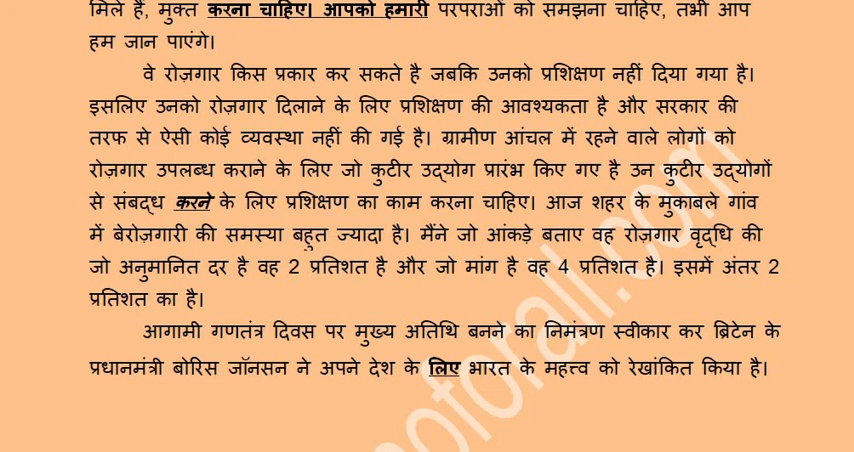 मिले हैं, मुक्त करना चाहिए। आपको हमारी परपराओं को समझना चाहिए, तभी आप
हम जान पाएंगे।
वे रोज़गार किस प्रकार कर सकते है जबकि उनको प्रशिक्षण नहीं दिया गया है।
इसलिए उनको रोज़गार दिलाने के लिए प्रशिक्षण की आवश्यकता है और सरकार की
तरफ से ऐसी कोई व्यवस्था नहीं की गई है। ग्रामीण आंचल में रहने वाले लोगों को
रोज़गार उपलब्ध कराने के लिए जो कुटीर उद्योग प्रारंभ किए गए है उन कुटीर उद्योगों
से संबद्ध करने के लिए प्रशिक्षण का काम करना चाहिए। आज शहर के मुकाबले गांव
में बेरोज़गारी की समस्या बहुत ज्यादा है। मैंने जो आंकड़े बताए वह रोज़गार वृद्धि की
जो अनुमानित दर है वह 2 प्रतिशत है और जो मांग है वह 4 प्रतिशत है। इसमें अंतर 2
प्रतिशत का है।
आगामी गणतंत्र दिवस पर मुख्य अतिथि बनने का निमंत्रण स्वीकार कर ब्रिटेन के
प्रधानमंत्री बोरिस जॉनसन ने अपने देश के लिए भारत के महत्त्व को रेखांकित किया है।
noforall.com